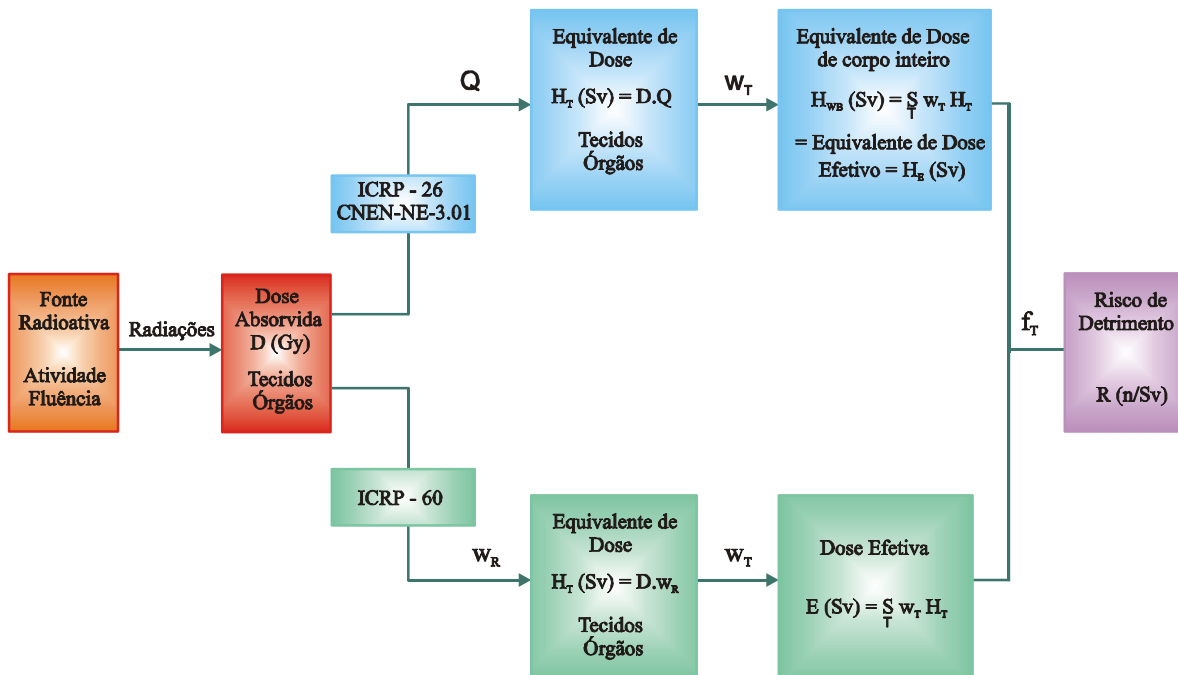 Fonte
Radioativa
Atividade
Fluência
Radiações
Dose
Absorvida
D (Gy)
Tecidos
Órgãos
ICRP - 26
CNEN-NE-3.01
Q
Equivalente de
Dose
H_T (Sv) = D.Q
Tecidos
Órgãos
w_T
Equivalente de Dose
de corpo inteiro
H_WB (Sv) = S_T w_T H_T
= Equivalente de Dose
Efetivo = H_E (Sv)
ICRP - 60
w_R
Equivalente de
Dose
H_T (Sv) = D.w_R
Tecidos
Órgãos
w_T
Dose Efetiva
E (Sv) = S_T w_T H_T
f_T
Risco de
Detrimento
R (n/Sv)